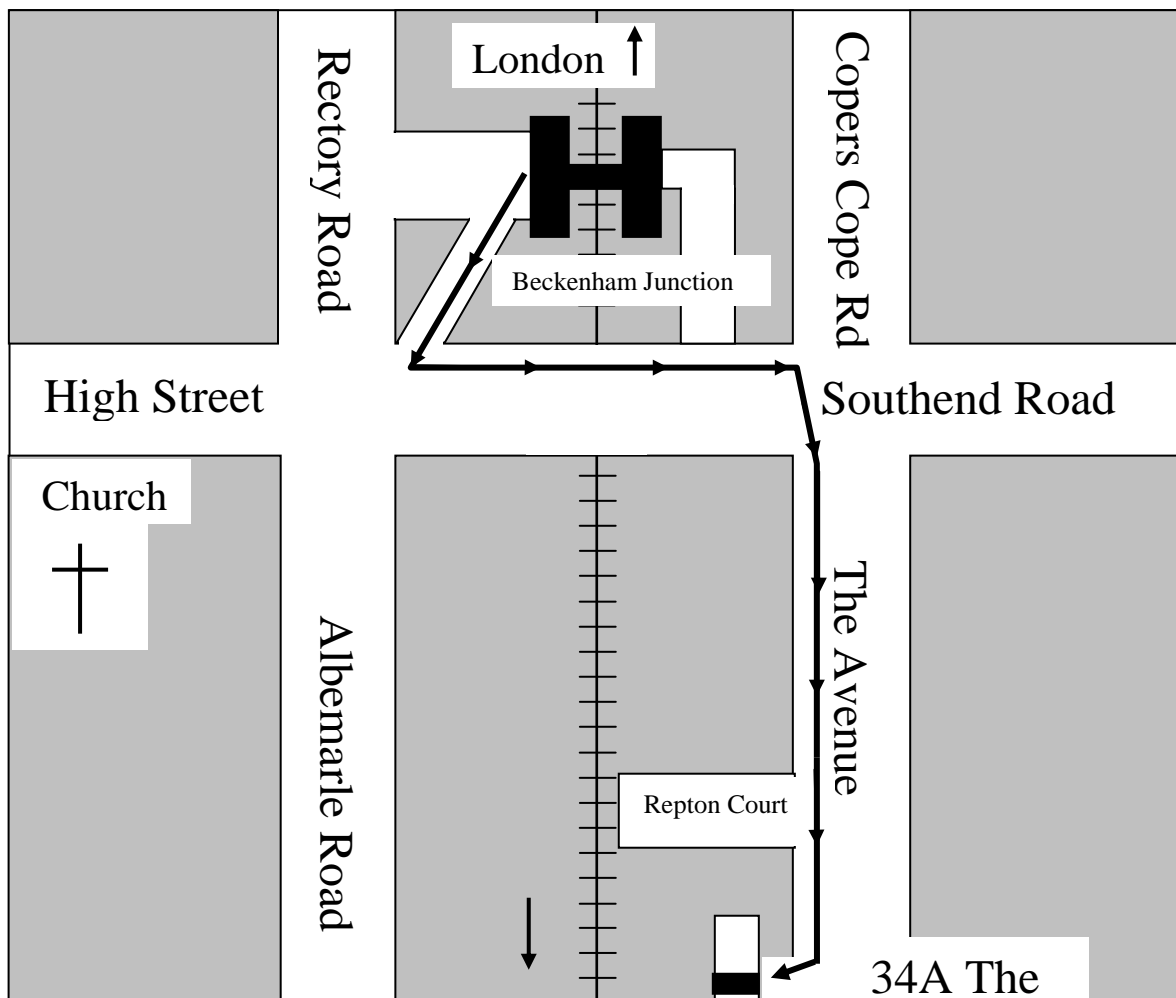 London
Rectory Road
Copers Cope Rd
Beckenham Junction
High Street
Southend Road
Church
The Avenue
Albemarle Road
Repton Court
34A The